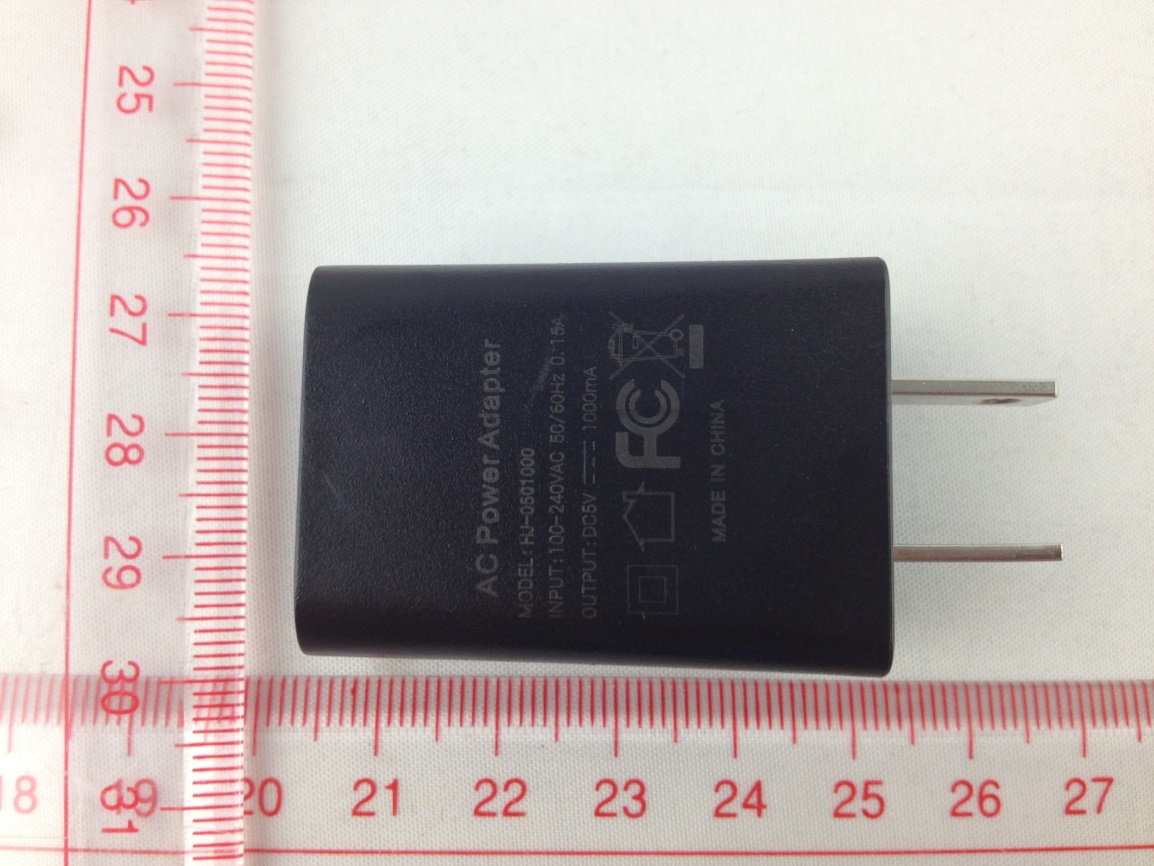 AC Power Adapter
MODEL: RJ-0501000
INPUT: 100-240VAC 50/60Hz 0.15A
OUTPUT: DC5V ⎓ 1000mA
FC
MADE IN CHINA
25
26
27
28
29
30
31
18 19 20 21 22 23 24 25 26 27